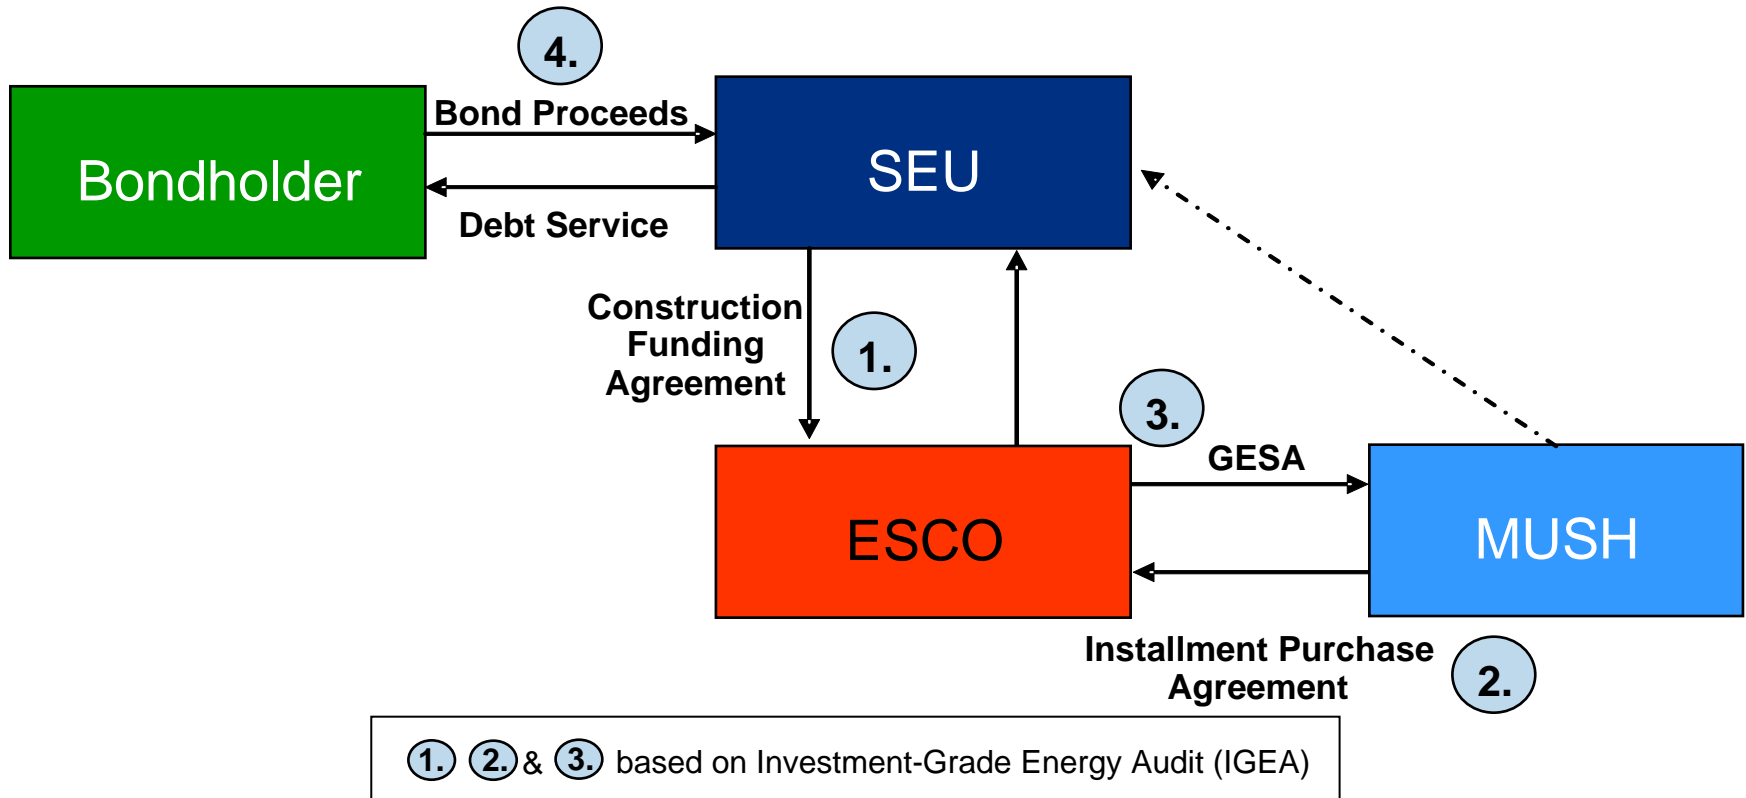 4.
Bond Proceeds
Bondholder
SEU
Debt Service
Construction
Funding
Agreement
1.
3.
GESA
ESCO
MUSH
Installment Purchase
Agreement
2.
1. 2. & 3. based on Investment-Grade Energy Audit (IGEA)